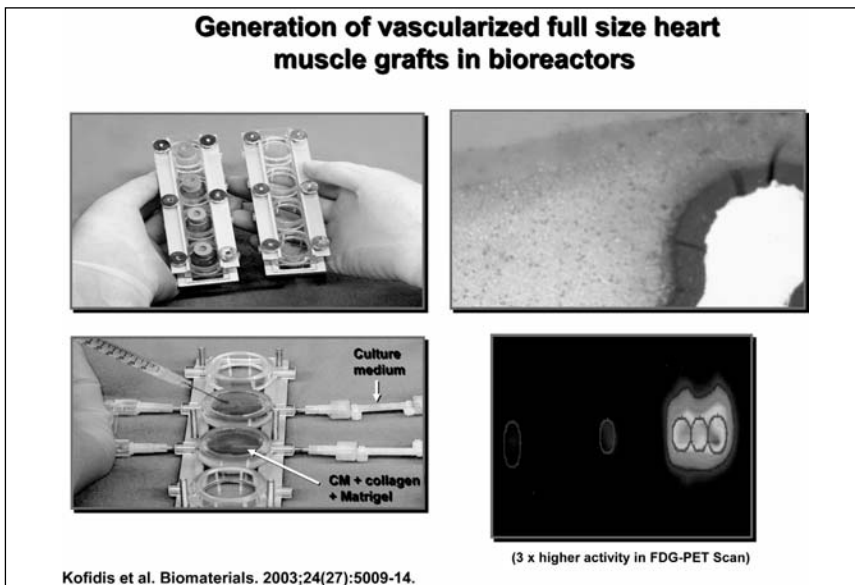 Generation of vascularized full size heart
muscle grafts in bioreactors
Culture
medium
CM + collagen
+ Matrigel
(3 x higher activity in FDG-PET Scan)
Kofidis et al. Biomaterials. 2003;24(27):5009-14.